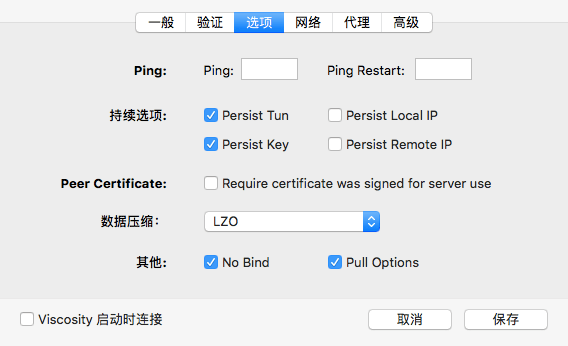 一般 验证 选项 网络 代理 高级
Ping: Ping: Ping Restart:
持续选项: Persist Tun Persist Local IP
Persist Key Persist Remote IP
Peer Certificate: Require certificate was signed for server use
数据压缩: LZO
其他: No Bind Pull Options
Viscosity 启动时连接 取消 保存